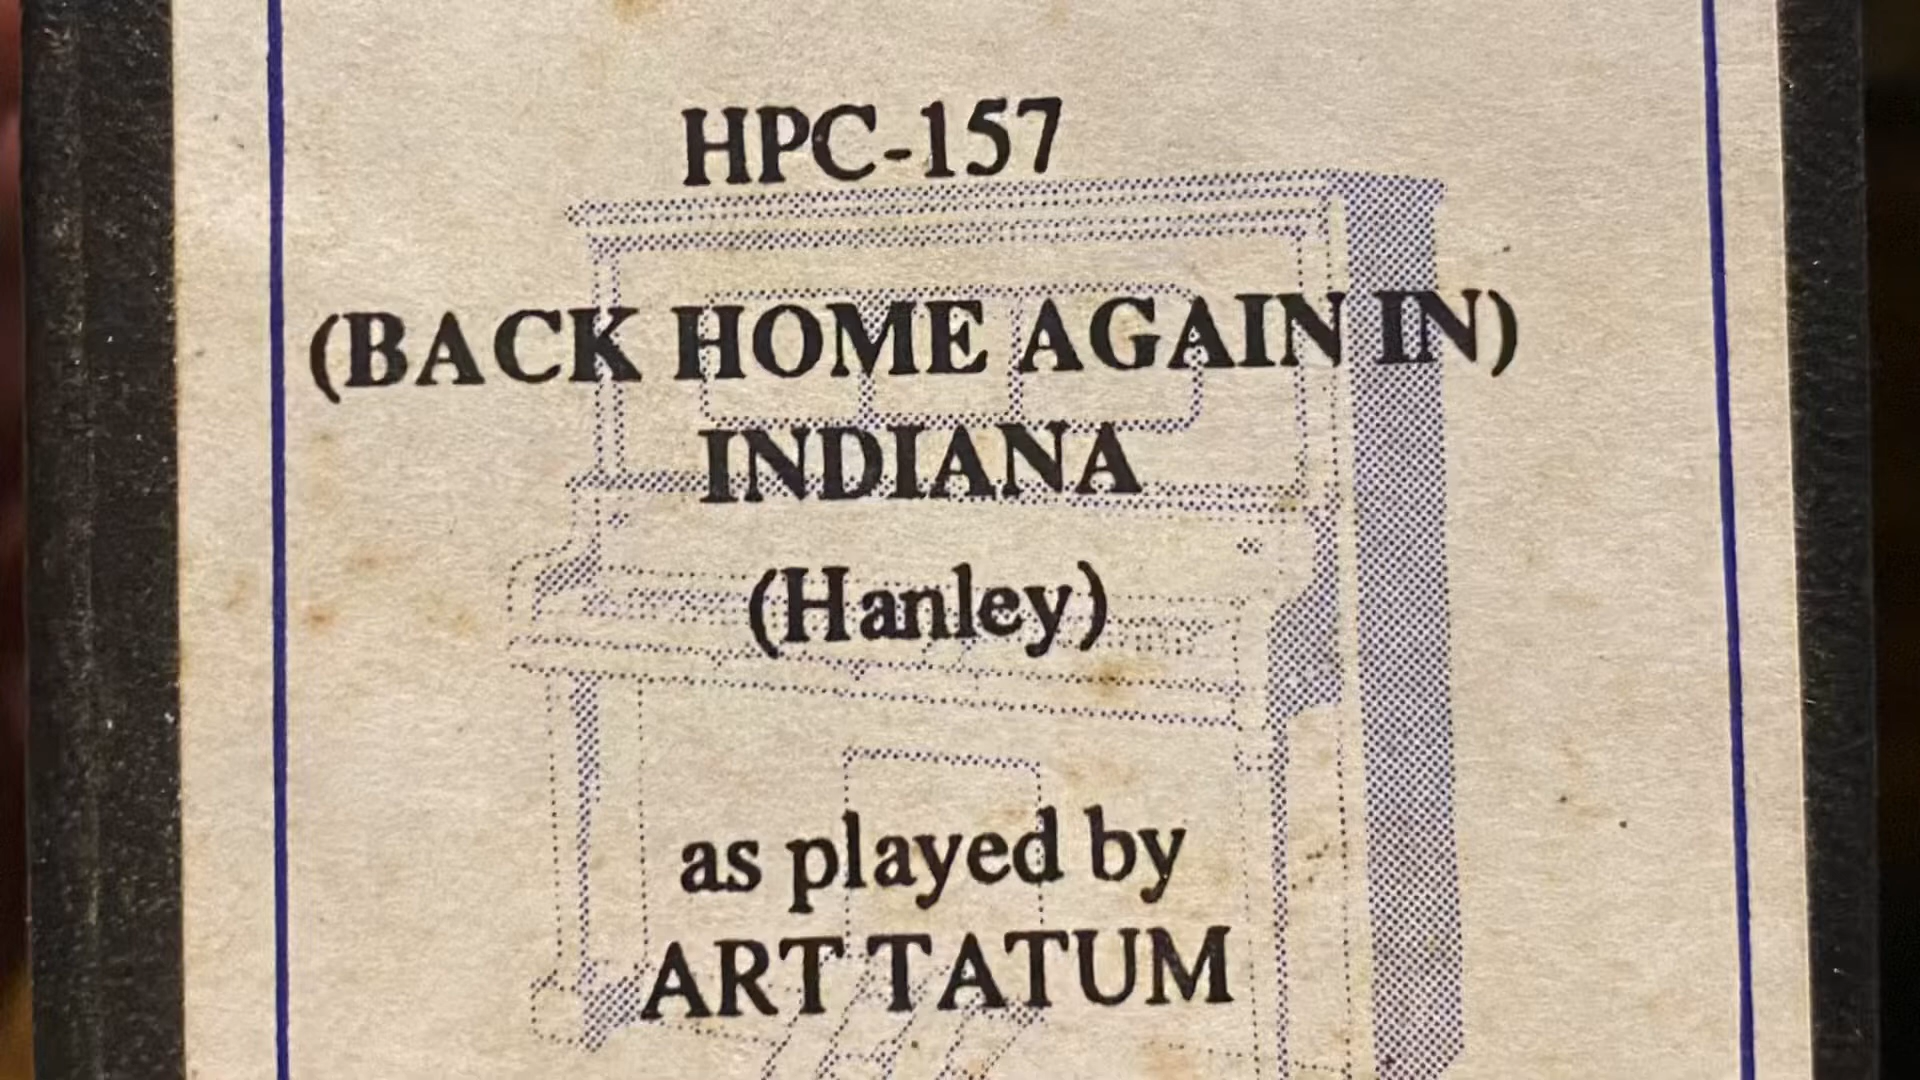 HPC-157
(BACK HOME AGAIN IN)
INDIANA
(Hanley)
as played by
ART TATUM